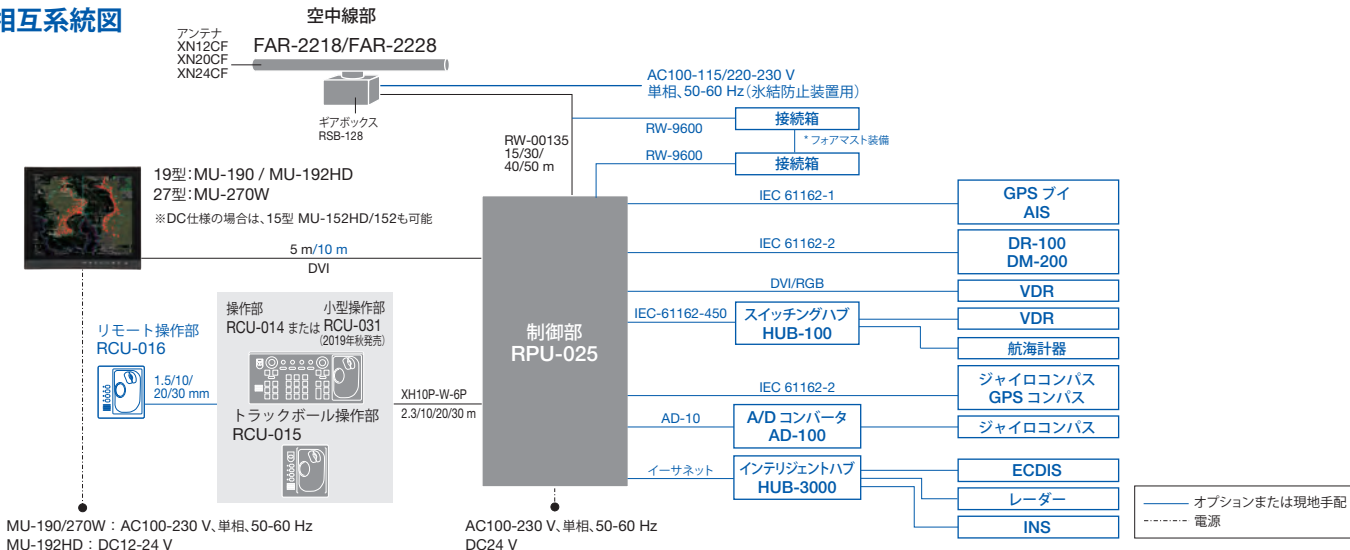 相互系統図
空中線部
アンテナ
XN12CF
XN20CF
XN24CF
FAR-2218/FAR-2228
ギアボックス
RSB-128
AC100-115/220-230 V
単相、50-60 Hz（氷結防止装置用）
RW-00135
15/30/
40/50 m
RW-9600
接続箱
* フォアマスト装備
RW-9600
接続箱
19型：MU-190 / MU-192HD
27型：MU-270W
※DC仕様の場合は、15型 MU-152HD/152も可能
5 m/10 m
DVI
リモート操作部
RCU-016
1.5/10/
20/30 mm
操作部
RCU-014 または
小型操作部
RCU-031
(2019年秋発売)
トラックボール操作部
RCU-015
XH10P-W-6P
2.3/10/20/30 m
制御部
RPU-025
IEC 61162-1
GPS ブイ
AIS
IEC 61162-2
DR-100
DM-200
DVI/RGB
VDR
IEC-61162-450
スイッチングハブ
HUB-100
VDR
航海計器
IEC 61162-2
ジャイロコンパス
GPS コンパス
AD-10
A/D コンバータ
AD-100
ジャイロコンパス
イーサネット
インテリジェントハブ
HUB-3000
ECDIS
レーダー
INS
オプションまたは現地手配
電源
MU-190/270W：AC100-230 V、単相、50-60 Hz
MU-192HD：DC12-24 V
AC100-230 V、単相、50-60 Hz
DC24 V